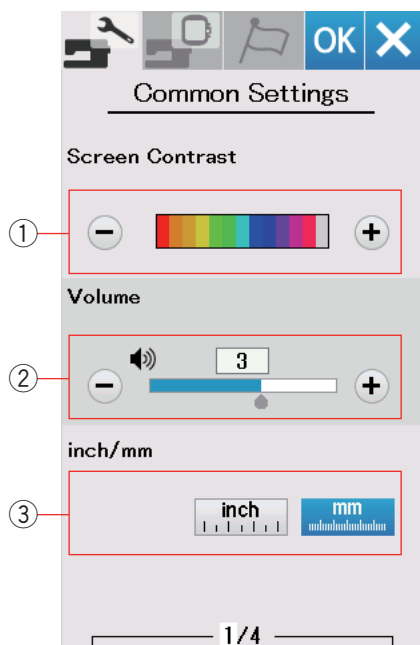 OK
Common Settings
Screen Contrast
1
Volume
3
2
inch/mm
inch mm
3
1/4